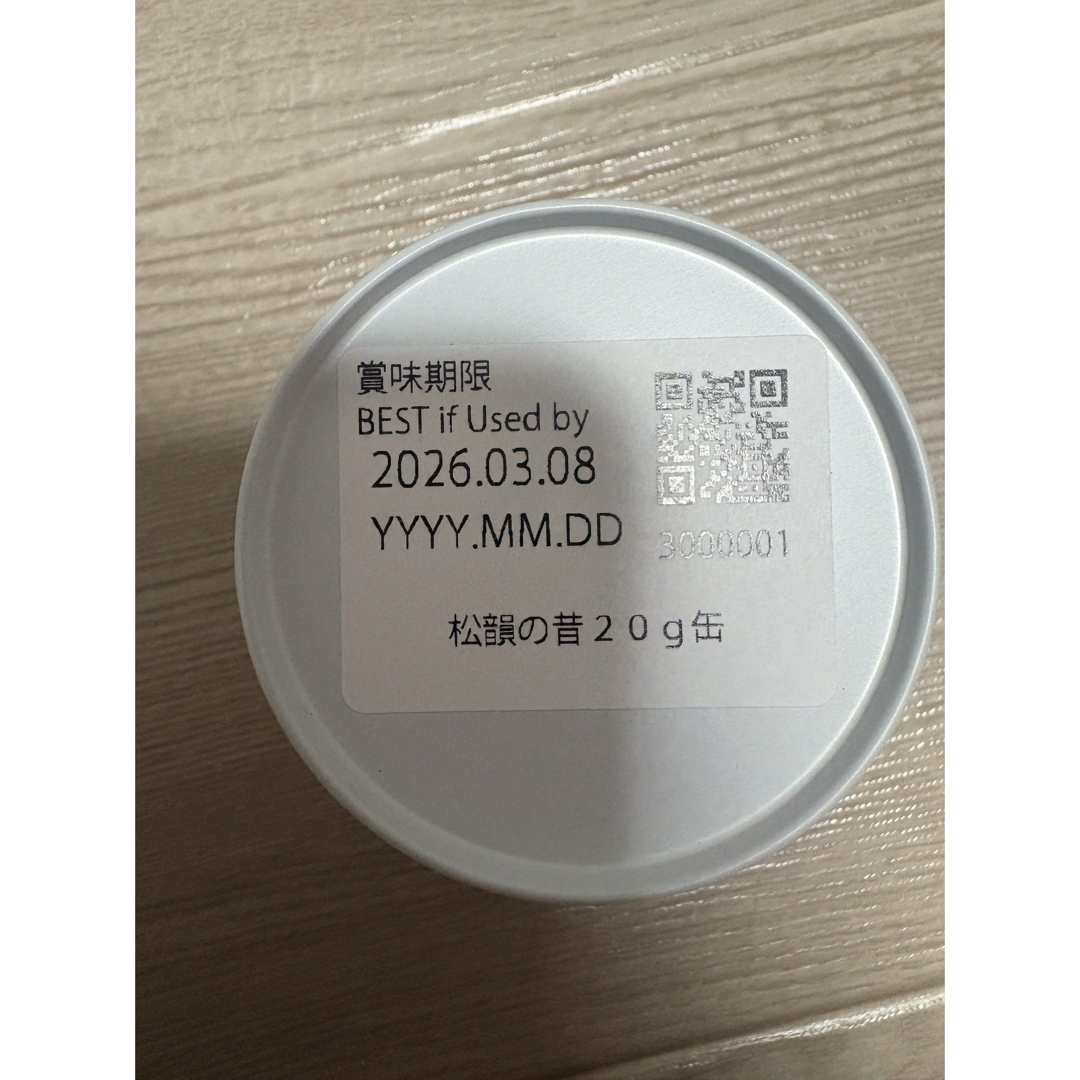 賞味期限
BEST if Used by
2026.03.08
YYYY.MM.DD
3000001
松韻の昔２０ｇ缶